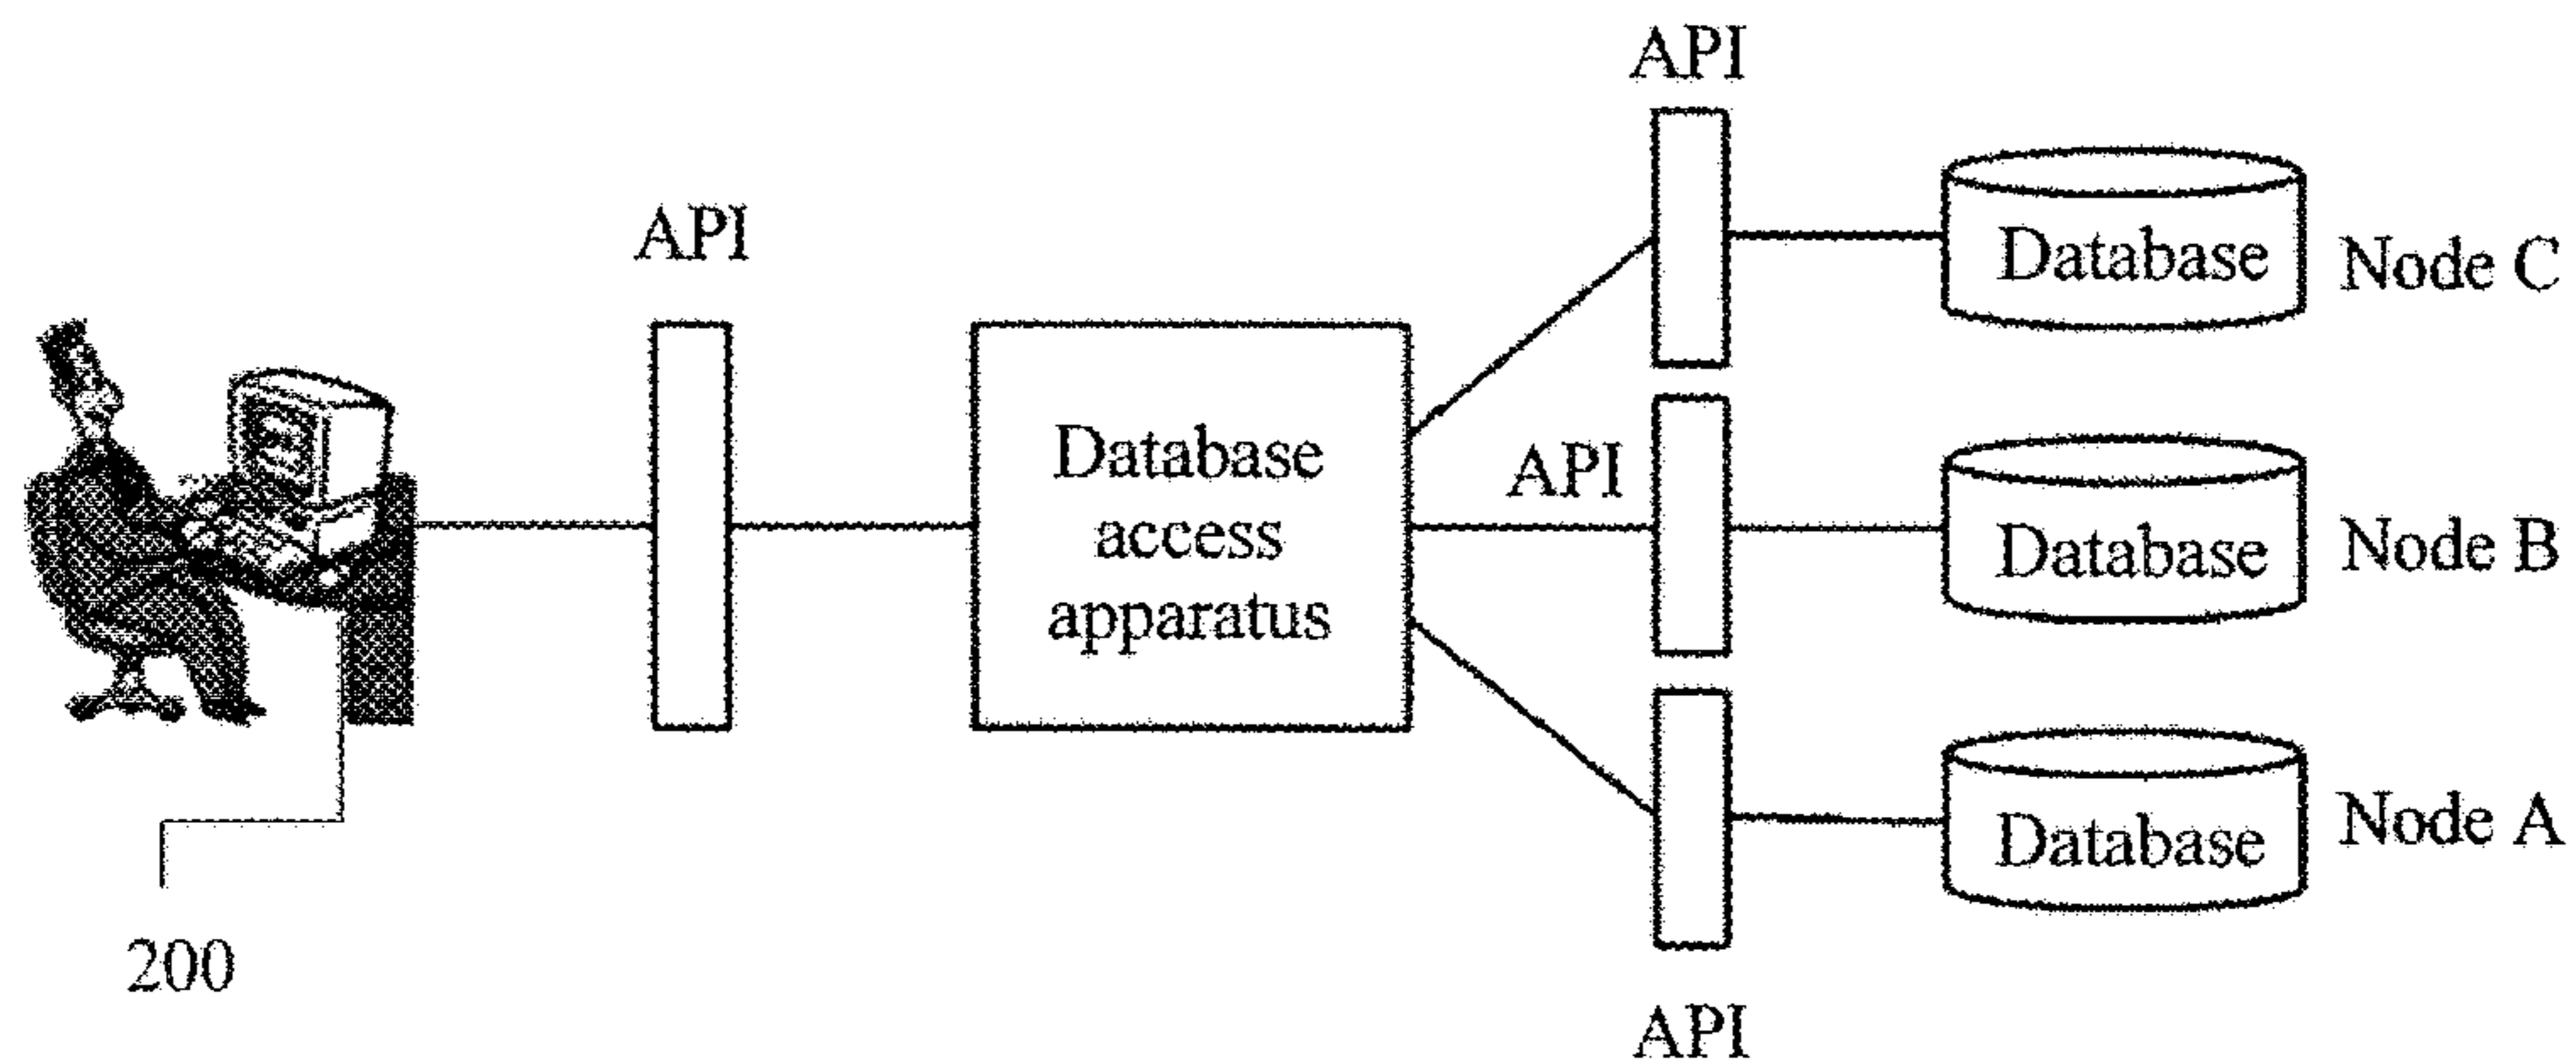 API
API
Database
Node C
Database
access
apparatus
API
Database
Node B
Database
Node A
200
API